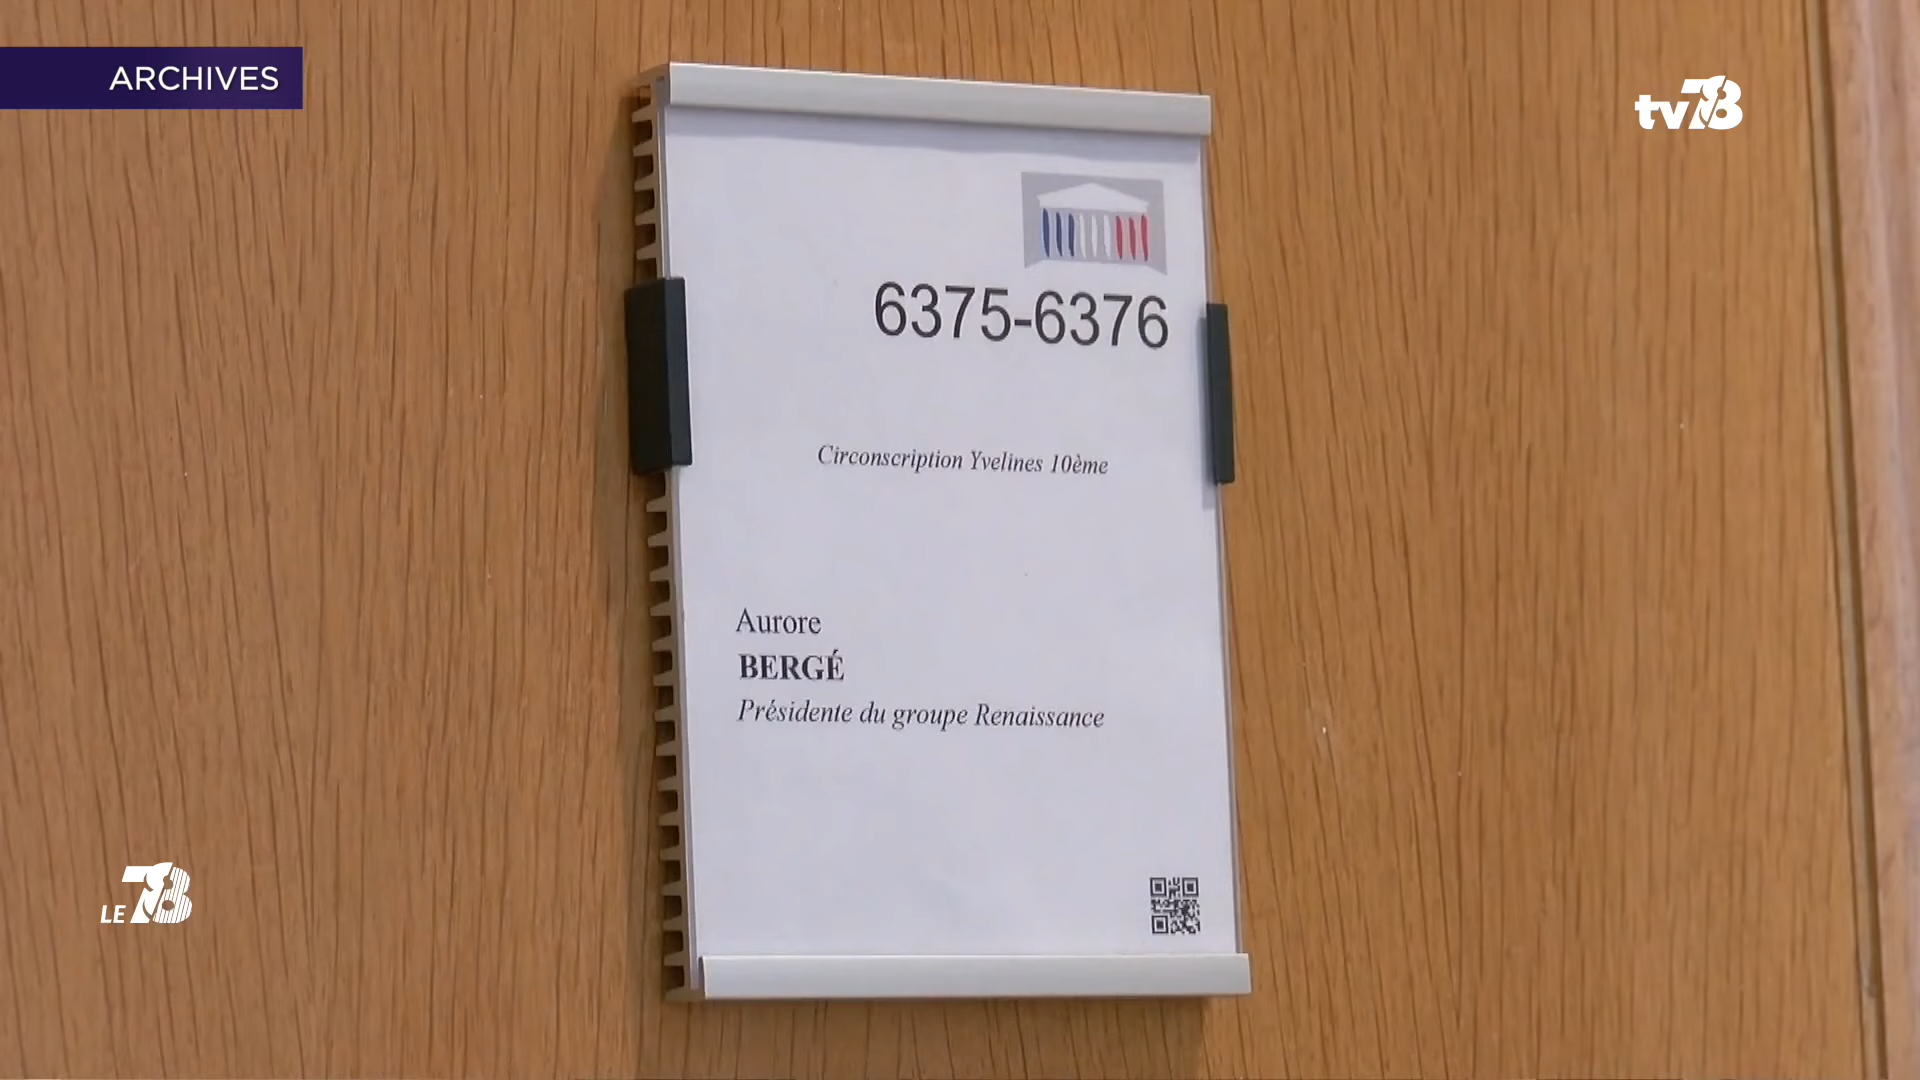 ARCHIVES
tv78
6375-6376
Circonscription Yvelines 10ème
Aurore
BERGÉ
Présidente du groupe Renaissance
LE 78